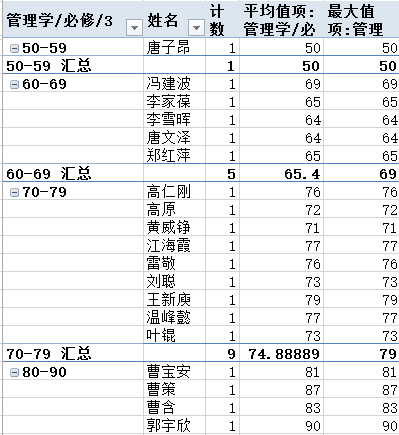 管理学/必修/3 姓名 计数 平均值项:管理学/必 最大值项:管理
50-59 唐子昂 1 50 50
50-59 汇总 1 50 50
60-69 冯建波 1 69 69
李家葆 1 65 65
李雪晖 1 64 64
唐文泽 1 64 64
郑红萍 1 65 65
60-69 汇总 5 65.4 69
70-79 高仁刚 1 76 76
高原 1 72 72
黄威铮 1 71 71
江海霞 1 77 77
雷敬 1 76 76
刘聪 1 73 73
王新庾 1 79 79
温峰懿 1 77 77
叶锟 1 73 73
70-79 汇总 9 74.88889 79
80-90 曹宝安 1 81 81
曹策 1 87 87
曹含 1 83 83
郭宇欣 1 90 90